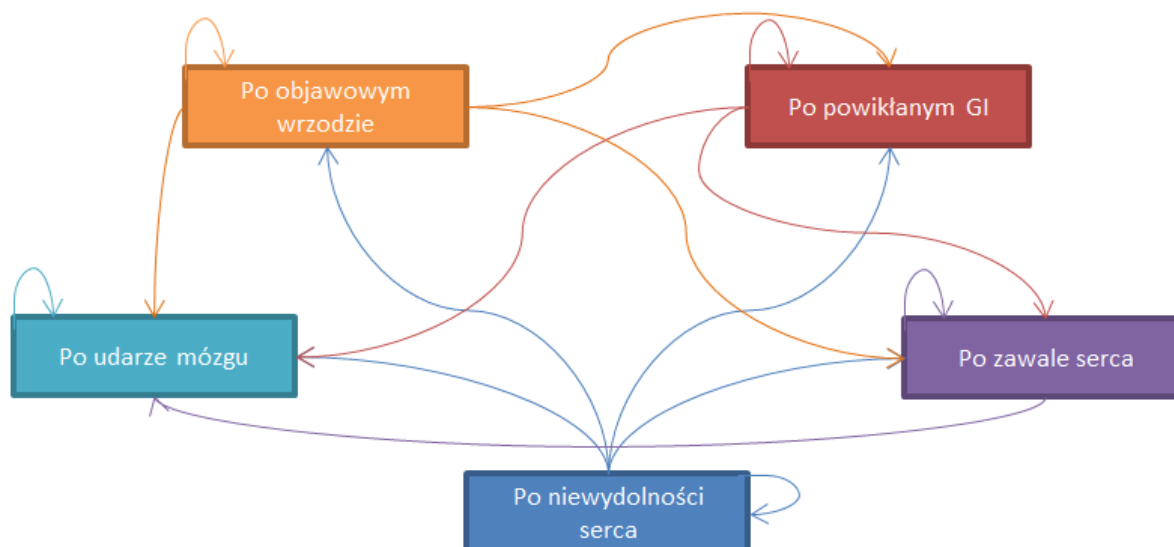 Po objawowym
wrzodzie
Po powikłanym GI
Po udarze mózgu
Po zawale serca
Po niewydolności
serca